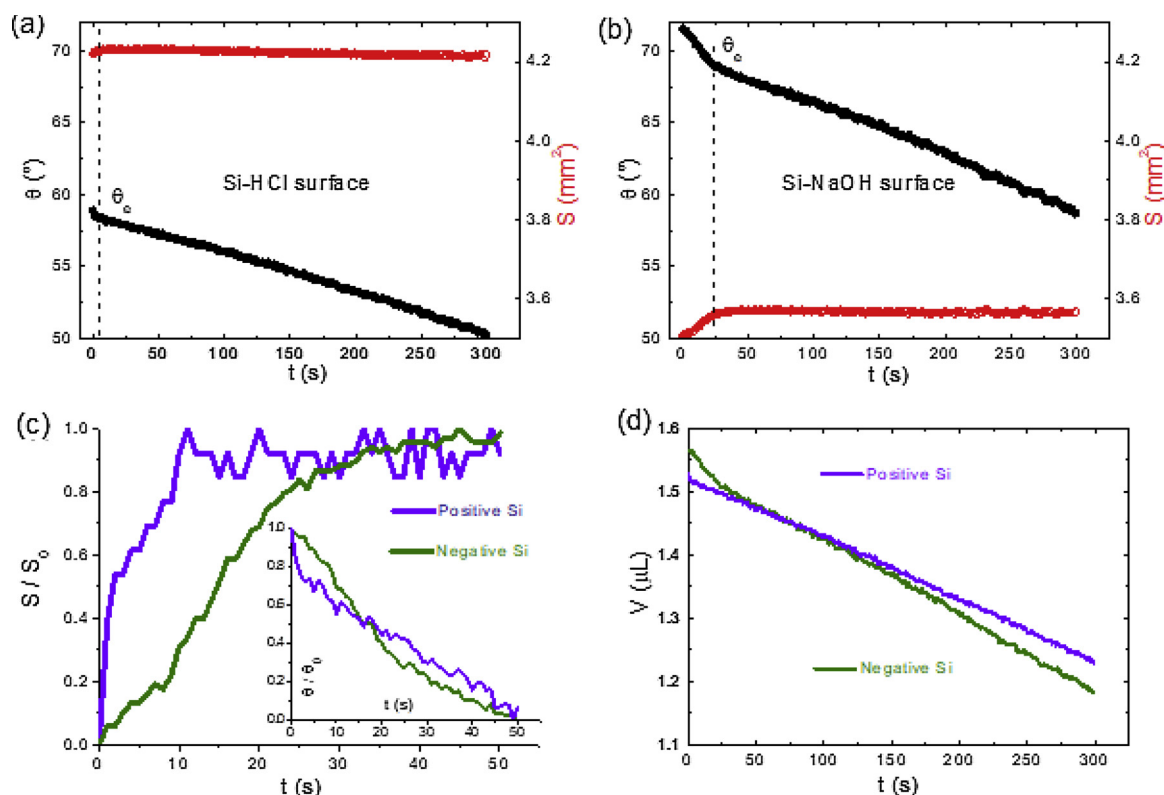 (a)
70
65
60
55
50
θ (º)
θe
Si-HCl surface
4.2
4.0
3.8
3.6
S (mm²)
0 50 100 150 200 250 300
t (s)
(b)
70
65
60
55
50
θ (º)
θe
Si-NaOH surface
4.2
4.0
3.8
3.6
S (mm²)
0 50 100 150 200 250 300
t (s)
(c)
1.0
0.8
0.6
0.4
0.2
0.0
S / S₀
Positive Si
Negative Si
1.0
0.8
0.6
0.4
0.2
0.0
θ / θ₀
t (s)
0 10 20 30 40 50
0 10 20 30 40 50
t (s)
(d)
1.6
1.5
1.4
1.3
1.2
1.1
V (μL)
Positive Si
Negative Si
0 50 100 150 200 250 300
t (s)